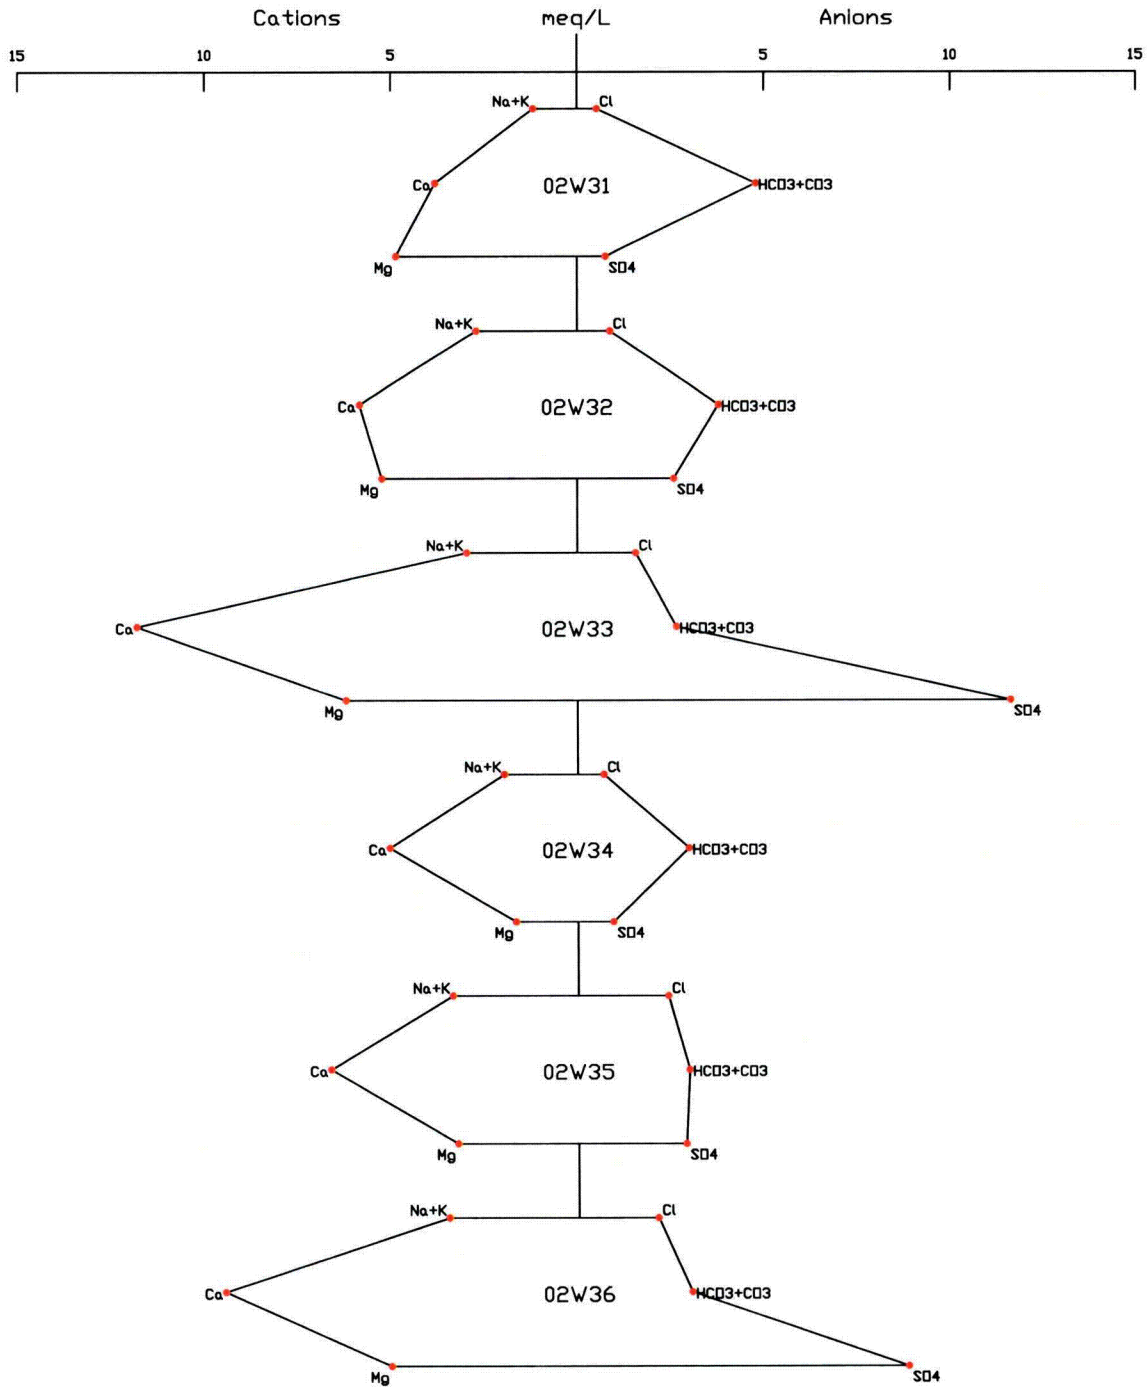 Cations meq/L Anions
15 10 5 5 10 15
Na+K Cl
Ca 02W31 HCO3+CO3
Mg SO4
Na+K Cl
Ca 02W32 HCO3+CO3
Mg SO4
Na+K Cl
Ca 02W33 HCO3+CO3
Mg SO4
Na+K Cl
Ca 02W34 HCO3+CO3
Mg SO4
Na+K Cl
Ca 02W35 HCO3+CO3
Mg SO4
Na+K Cl
Ca 02W36 HCO3+CO3
Mg SO4